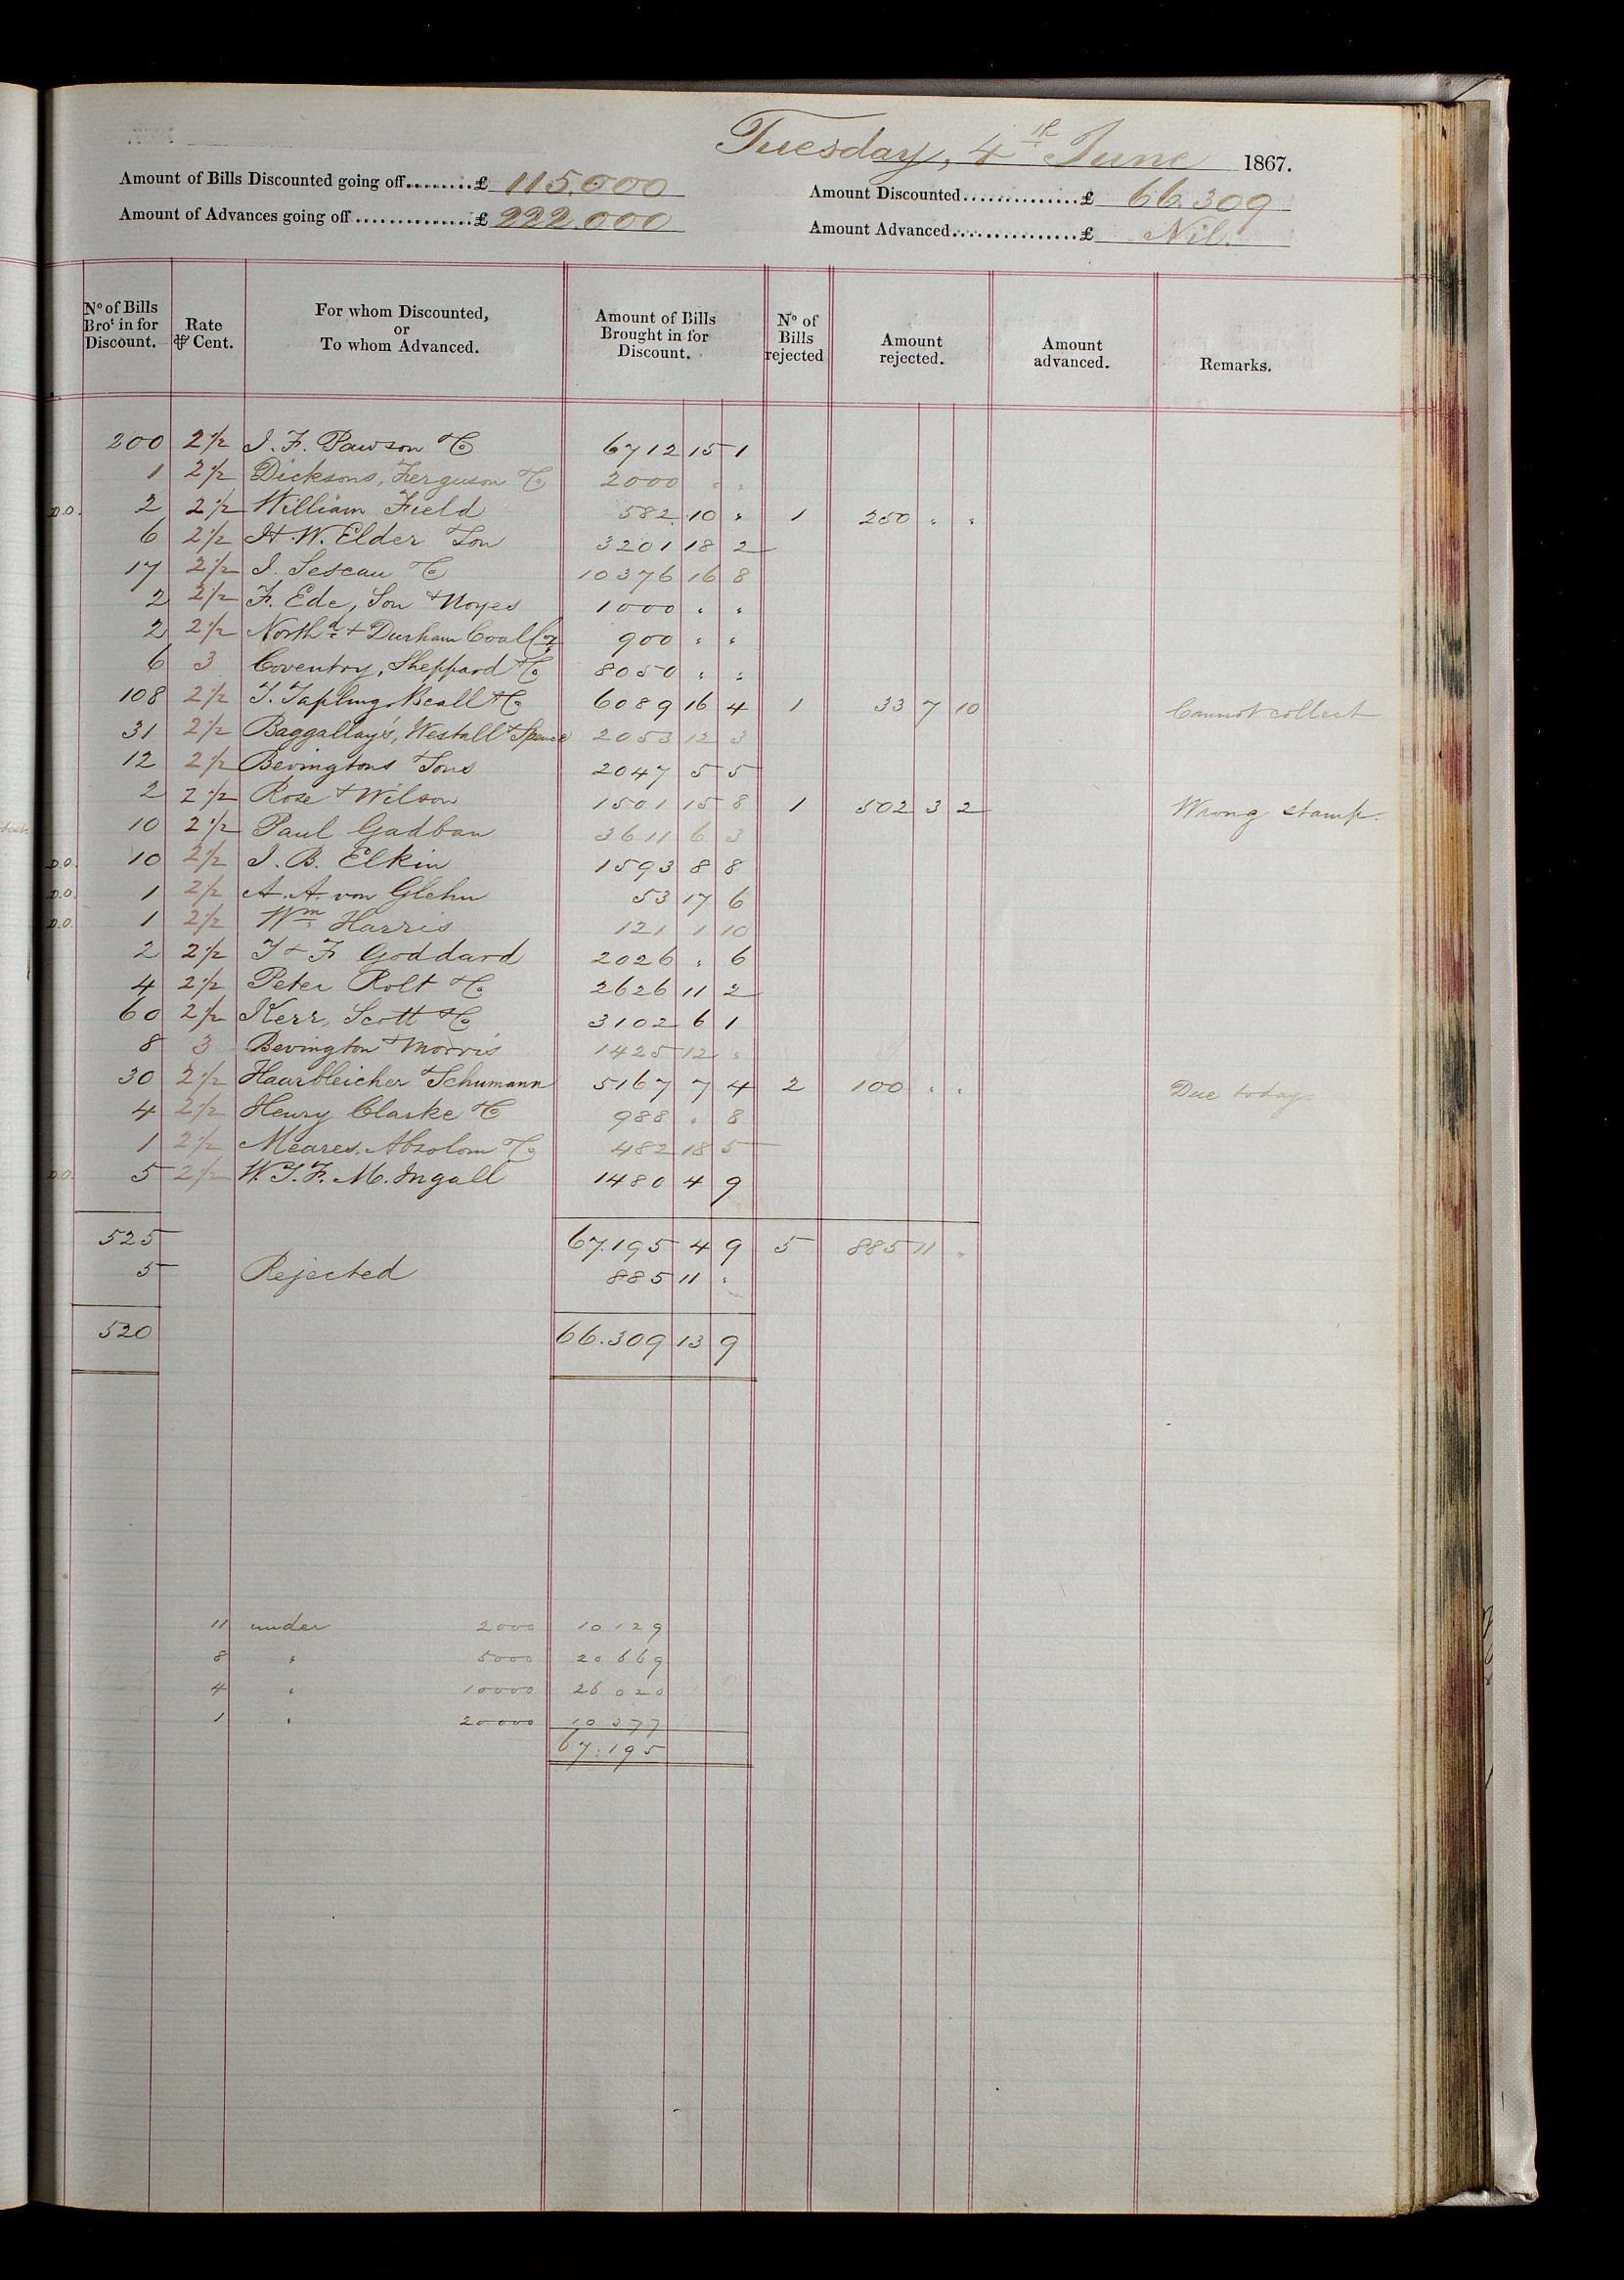 Tuesday, 4th June 1867.
Amount of Bills Discounted going off........£ 115.000
Amount of Advances going off..............£ 222.000
Amount Discounted..............£ 66.309
Amount Advanced...............£ Nil.
No of Bills Brot in for Discount. Rate ⅌ Cent. For whom Discounted, or To whom Advanced. Amount of Bills Brought in for Discount. No of Bills rejected Amount rejected. Amount advanced. Remarks.
200 2½ J. F. Pawson & Co 6712 15 1
1 2½ Dicksons, Ferguson & Co 2000 " "
D.O. 2 2½ William Field 582 10 " 1 250 " "
6 2½ H. W. Elder & Son 3201 18 2
17 2½ J. Lescau & Co 10376 16 8
2 2½ F. Ede, Son & Noyes 1000 " "
2 2½ Northd & Durham Coal Co 900 " "
6 3 Coventry, Sheppard & Co 8050 " "
108 2½ T. Tapling, Beall & Co 6089 16 4 1 33 7 10 Cannot collect
31 2½ Baggallay's, Westall & Spence 2053 12 3
12 2½ Bevingtons & Sons 2047 5 5
2 2½ Rose & Wilson 1501 15 8 1 502 3 2 Wrong stamp.
10 2½ Paul Gadban 3611 6 3
D.O. 10 2½ J. B. Elkin 1593 8 8
D.O. 1 2½ A. A. von Glehn 53 17 6
D.O. 1 2½ Wm Harris 121 1 10
2 2½ T & F Goddard 2026 " 6
4 2½ Peter Rolt & Co 2626 11 2
60 2½ Kerr, Scott & Co 3102 6 1
8 3 Bevington & Morris 1425 12 "
30 2½ Haarbleicher & Schumann 5167 7 4 2 100 " " Due today.
4 2½ Henry Clarke & Co 988 " 8
1 2½ Meares, Absolom & Co 482 18 5
D.O. 5 2½ W. T. F. M. Ingall 1480 4 9
525 67.195 4 9 5 885 11 "
5 Rejected 885 11 "
520 66.309 13 9
11 under 2000 10 129
8 " 5000 20 669
4 " 10000 26 020
1 " 20.000 10 377
67.195